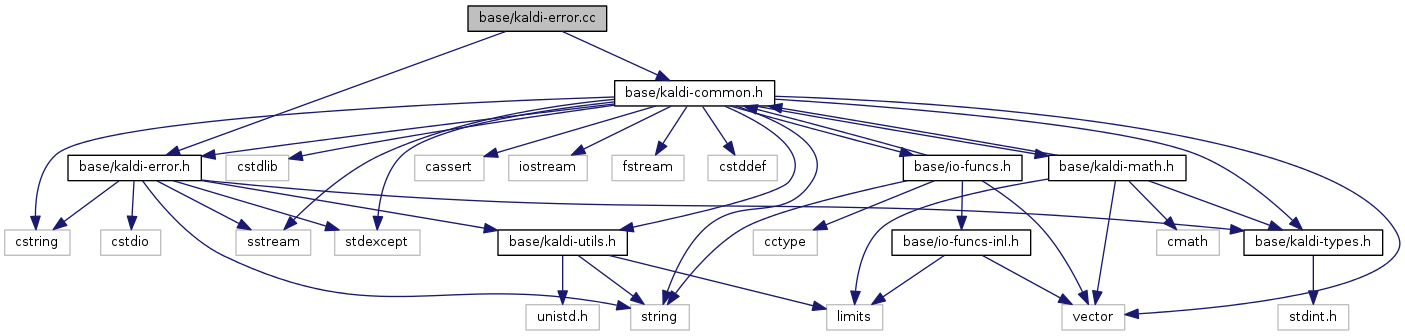 base/kaldi-error.cc
base/kaldi-common.h
base/kaldi-error.h
cstdlib
cassert
iostream
fstream
cstddef
base/io-funcs.h
base/kaldi-math.h
cstring
cstdio
sstream
stdexcept
base/kaldi-utils.h
cctype
base/io-funcs-inl.h
cmath
base/kaldi-types.h
unistd.h
string
limits
vector
stdint.h